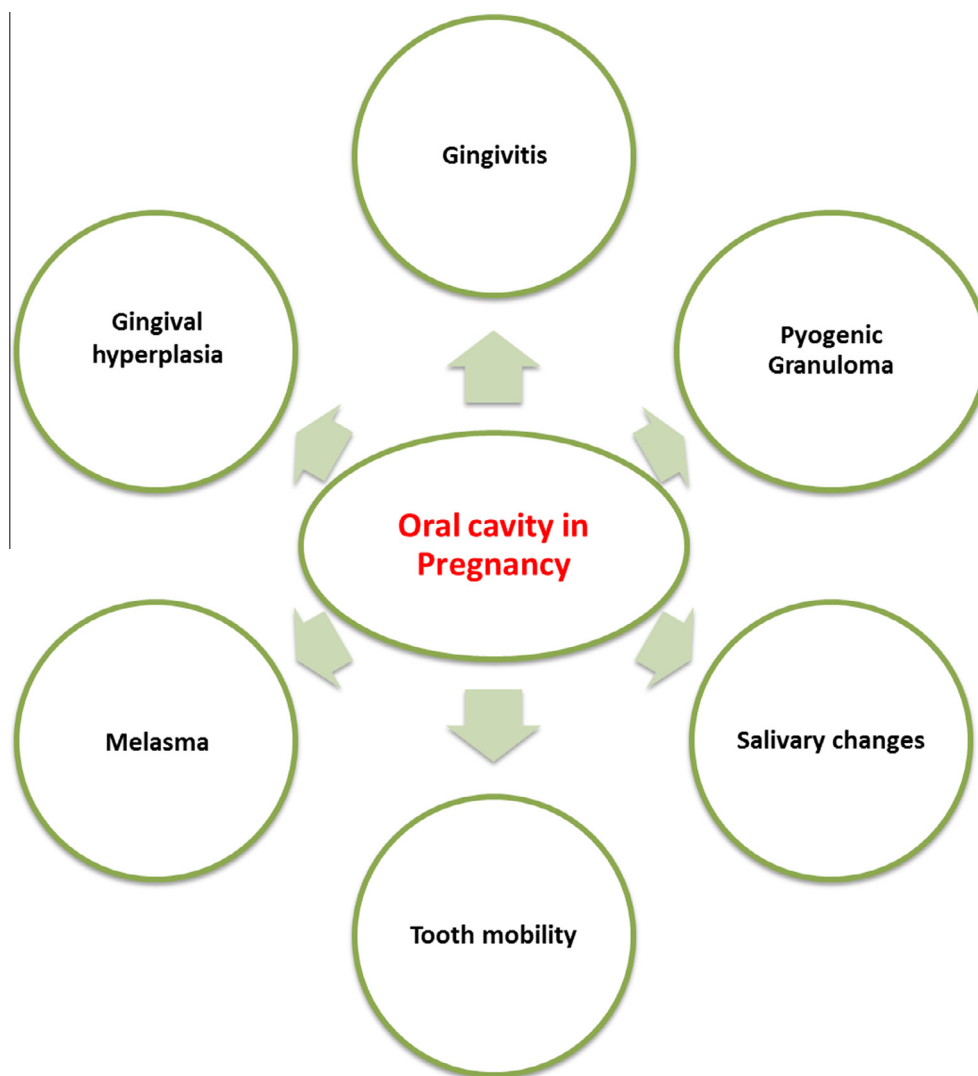 Gingivitis
Gingival
hyperplasia
Pyogenic
Granuloma
Oral cavity in
Pregnancy
Melasma
Salivary changes
Tooth mobility